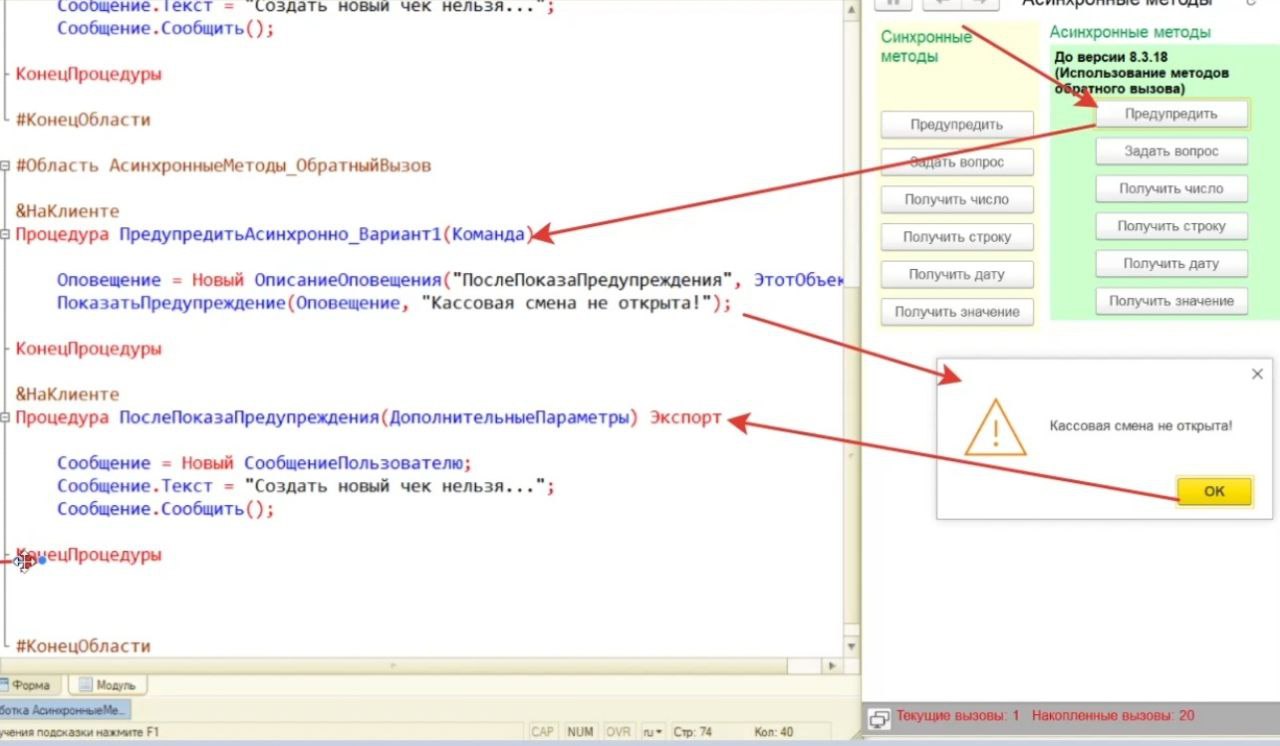 Сообщение.Текст = "Создать новый чек нельзя...";
Сообщение.Сообщить();
КонецПроцедуры
#КонецОбласти
#Область АсинхронныеМетоды_ОбратныйВызов
&НаКлиенте
Процедура ПредупредитьАсинхронно_Вариант1(Команда)
Оповещение = Новый ОписаниеОповещения("ПослеПоказаПредупреждения", ЭтотОбъек
ПоказатьПредупреждение(Оповещение, "Кассовая смена не открыта!");
КонецПроцедуры
&НаКлиенте
Процедура ПослеПоказаПредупреждения(ДополнительныеПараметры) Экспорт
Сообщение = Новый СообщениеПользователю;
Сообщение.Текст = "Создать новый чек нельзя...";
Сообщение.Сообщить();
КонецПроцедуры
#КонецОбласти
Форма
Модуль
ботка АсинхронныеМе...
учения подсказки нажмите F1
CAP NUM OVR ru Стр: 74 Кол: 40
Асинхронные методы
Синхронные
методы
Предупредить
Задать вопрос
Получить число
Получить строку
Получить дату
Получить значение
Асинхронные методы
До версии 8.3.18
(Использование методов
обратного вызова)
Предупредить
Задать вопрос
Получить число
Получить строку
Получить дату
Получить значение
Кассовая смена не открыта!
OK
Текущие вызовы: 1 Накопленные вызовы: 20